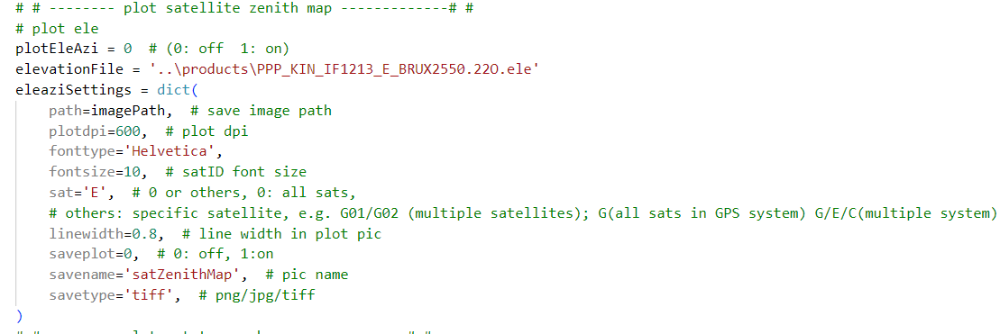 # # -------- plot satellite zenith map -------------# #
# plot ele
plotEleAzi = 0  # (0: off  1: on)
elevationFile = '..\products\PPP_KIN_IF1213_E_BRUX2550.22O.ele'
eleaziSettings = dict(
    path=imagePath,  # save image path
    plotdpi=600,  # plot dpi
    fonttype='Helvetica',
    fontsize=10,  # satID font size
    sat='E',  # 0 or others, 0: all sats,
    # others: specific satellite, e.g. G01/G02 (multiple satellites); G(all sats in GPS system) G/E/C(multiple system)
    linewidth=0.8,  # line width in plot pic
    saveplot=0,  # 0: off, 1:on
    savename='satZenithMap',  # pic name
    savetype='tiff',  # png/jpg/tiff
)